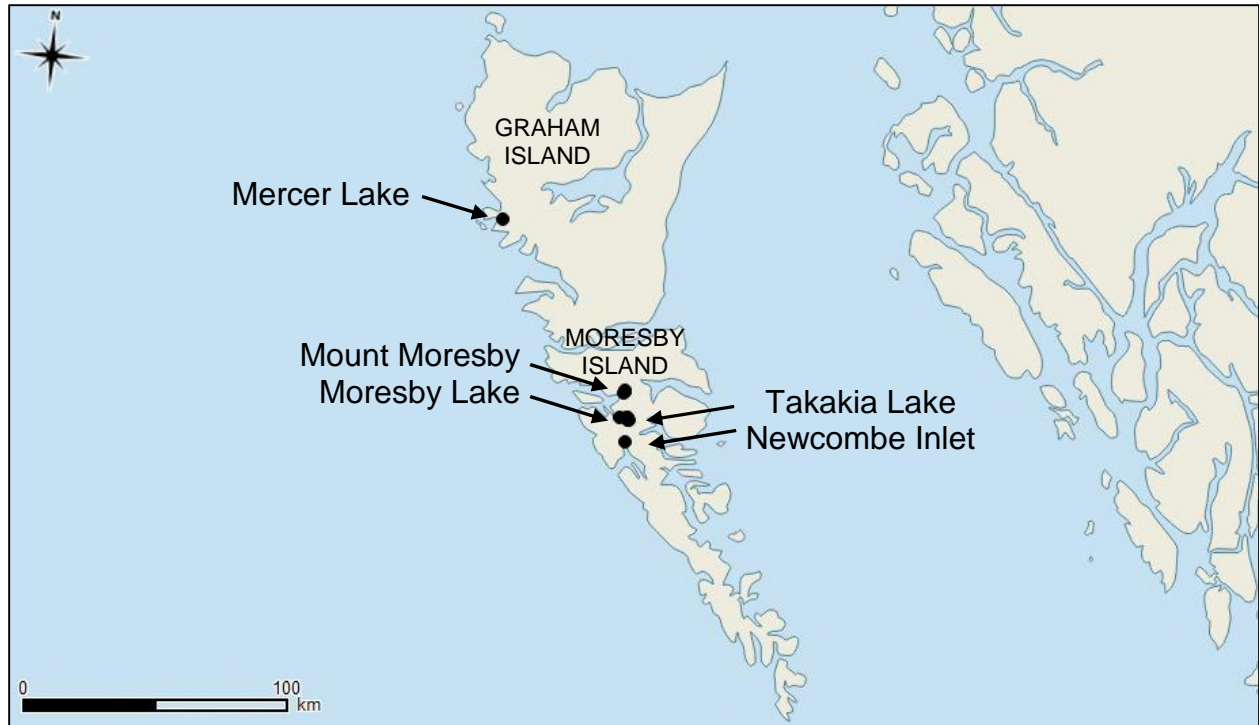 N
GRAHAM
ISLAND
Mercer Lake
MORESBY
ISLAND
Mount Moresby
Moresby Lake
Takakia Lake
Newcombe Inlet
0 100
km